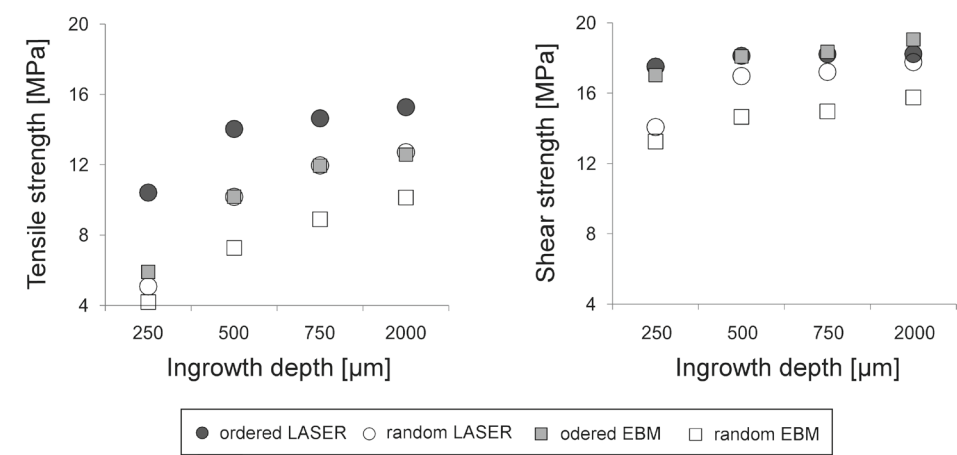 Tensile strength [MPa]
20
16
12
8
4
250 500 750 2000
Ingrowth depth [µm]
Shear strength [MPa]
20
16
12
8
4
250 500 750 2000
Ingrowth depth [µm]
ordered LASER random LASER odered EBM random EBM